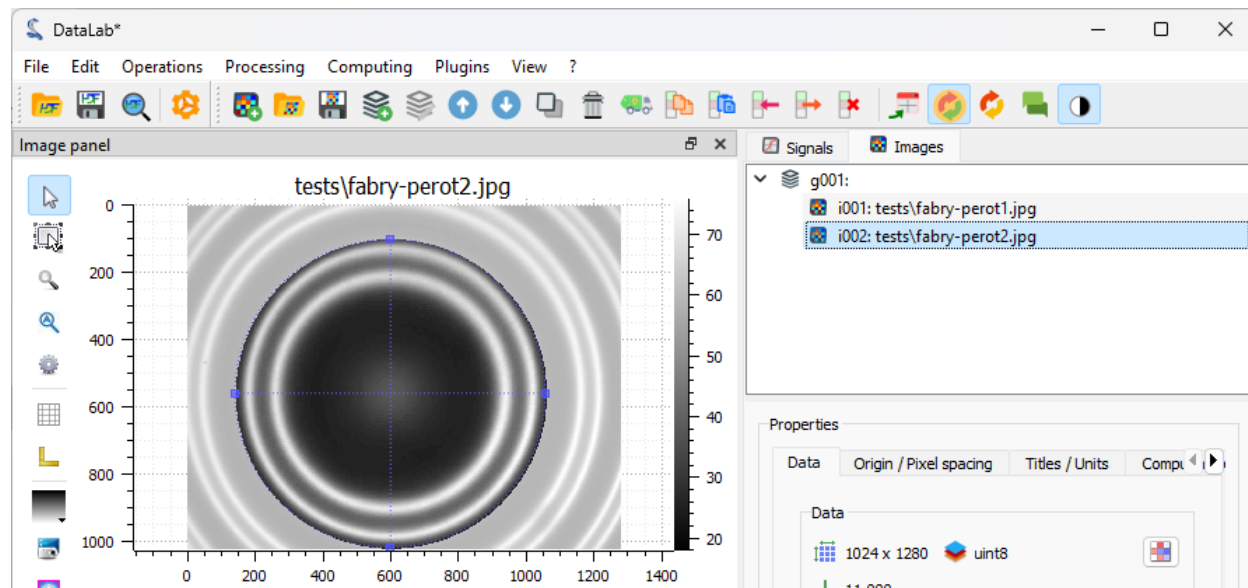 DataLab*
File Edit Operations Processing Computing Plugins View ?
Image panel
Signals Images
tests\fabry-perot2.jpg
g001:
i001: tests\fabry-perot1.jpg
i002: tests\fabry-perot2.jpg
0
200
400
600
800
1000
0 200 400 600 800 1000 1200 1400
70
60
50
40
30
20
Properties
Data Origin / Pixel spacing Titles / Units
Data
1024 x 1280 uint8